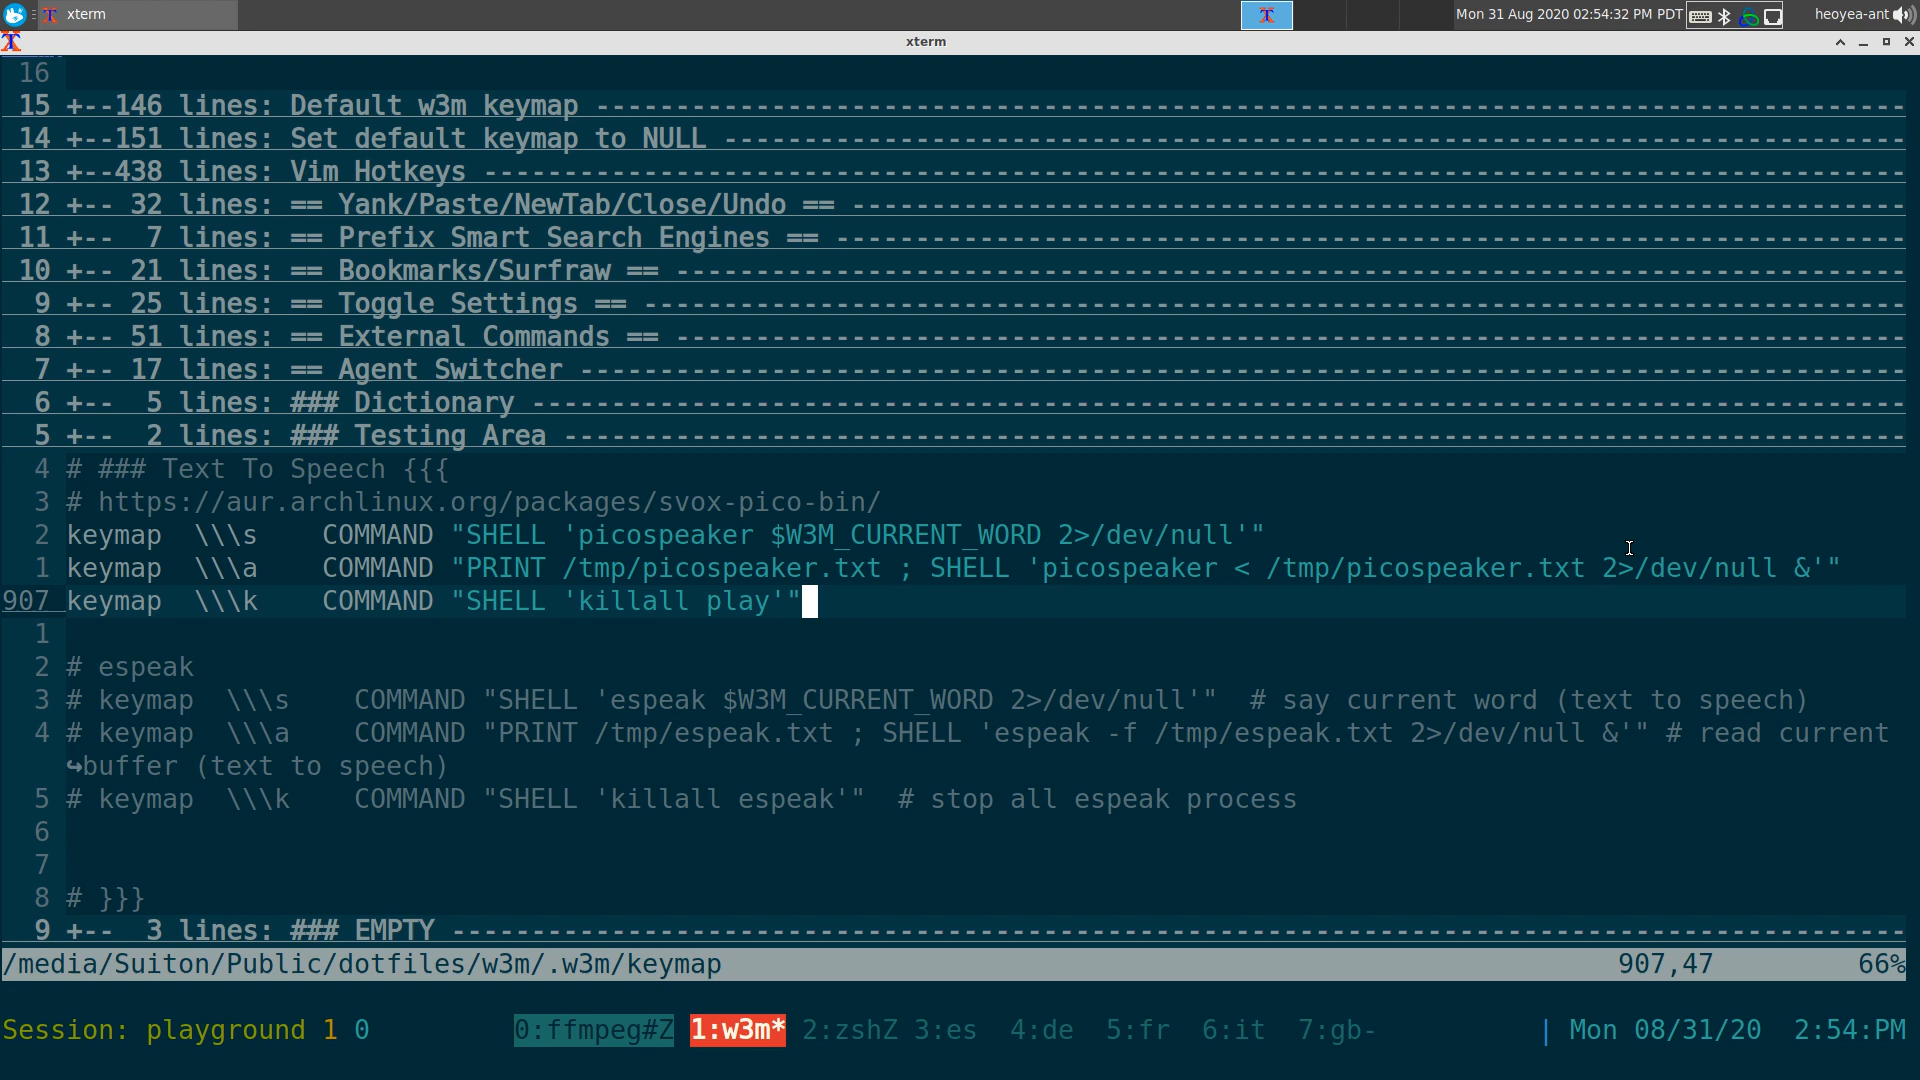 xterm
Mon 31 Aug 2020 02:54:32 PM PDT
heoyea-ant
xterm
16
15 +--146 lines: Default w3m keymap ----------------------------------------------------------------------------------
14 +--151 lines: Set default keymap to NULL --------------------------------------------------------------------------
13 +--438 lines: Vim Hotkeys -----------------------------------------------------------------------------------------
12 +-- 32 lines: == Yank/Paste/NewTab/Close/Undo == ------------------------------------------------------------------
11 +--  7 lines: == Prefix Smart Search Engines == -------------------------------------------------------------------
10 +-- 21 lines: == Bookmarks/Surfraw == -----------------------------------------------------------------------------
9 +-- 25 lines: == Toggle Settings == -------------------------------------------------------------------------------
8 +-- 51 lines: == External Commands == -----------------------------------------------------------------------------
7 +-- 17 lines: == Agent Switcher -----------------------------------------------------------------------------------
6 +--  5 lines: ### Dictionary --------------------------------------------------------------------------------------
5 +--  2 lines: ### Testing Area ------------------------------------------------------------------------------------
4 # ### Text To Speech {{{
3 # https://aur.archlinux.org/packages/svox-pico-bin/
2 keymap  \\\s    COMMAND "SHELL 'picospeaker $W3M_CURRENT_WORD 2>/dev/null'"
1 keymap  \\\a    COMMAND "PRINT /tmp/picospeaker.txt ; SHELL 'picospeaker < /tmp/picospeaker.txt 2>/dev/null &'"
907 keymap  \\\k    COMMAND "SHELL 'killall play'"
1
2 # espeak
3 # keymap  \\\s    COMMAND "SHELL 'espeak $W3M_CURRENT_WORD 2>/dev/null'"  # say current word (text to speech)
4 # keymap  \\\a    COMMAND "PRINT /tmp/espeak.txt ; SHELL 'espeak -f /tmp/espeak.txt 2>/dev/null &'" # read current
↪buffer (text to speech)
5 # keymap  \\\k    COMMAND "SHELL 'killall espeak'"  # stop all espeak process
6
7
8 # }}}
9 +--  3 lines: ### EMPTY -------------------------------------------------------------------------------------------
/media/Suiton/Public/dotfiles/w3m/.w3m/keymap 907,47 66%
Session: playground 1 0 0:ffmpeg#Z 1:w3m* 2:zshZ 3:es 4:de 5:fr 6:it 7:gb- | Mon 08/31/20 2:54:PM